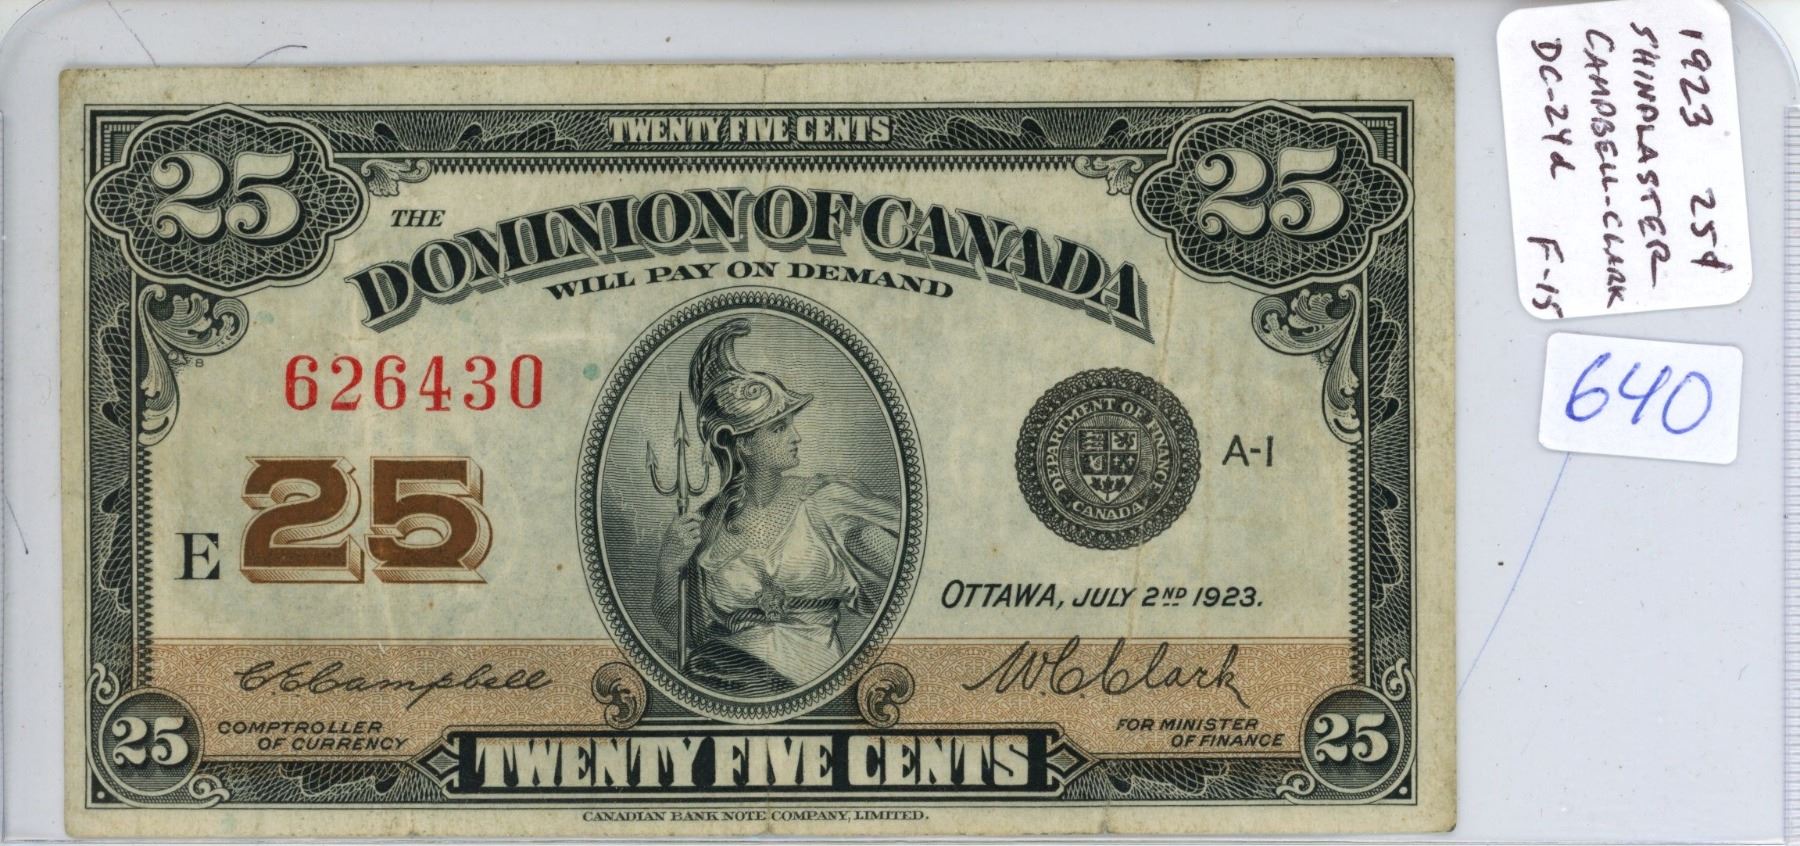 TWENTY FIVE CENTS
25
25
THE
DOMINION OF CANADA
WILL PAY ON DEMAND
626430
25
E
DEPARTMENT OF FINANCE
CANADA
A-1
OTTAWA, JULY 2ND 1923.
C E Campbell
COMPTROLLER
OF CURRENCY
W.C. Clark
FOR MINISTER
OF FINANCE
25
TWENTY FIVE CENTS
25
CANADIAN BANK NOTE COMPANY, LIMITED.
1923 25¢
SHINPLASTER
CAMPBELL-CLARK
DC-24d F-15
640